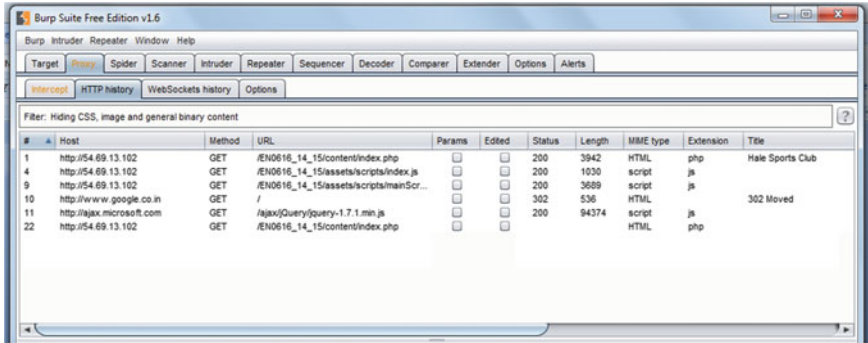 Burp Suite Free Edition v1.6
Burp Intruder Repeater Window Help
Target Proxy Spider Scanner Intruder Repeater Sequencer Decoder Comparer Extender Options Alerts
Intercept HTTP history WebSockets history Options
Filter: Hiding CSS, image and general binary content ?
# Host Method URL Params Edited Status Length MIME type Extension Title
1 http://54.69.13.102 GET /EN0616_14_15/content/index.php 200 3942 HTML php Hale Sports Club
4 http://54.69.13.102 GET /EN0616_14_15/assets/scripts/index.js 200 1030 script js
9 http://54.69.13.102 GET /EN0616_14_15/assets/scripts/mainScr... 200 3689 script js
10 http://www.google.co.in GET / 302 536 HTML 302 Moved
11 http://ajax.microsoft.com GET /ajax/jQuery/jquery-1.7.1.min.js 200 94374 script js
22 http://54.69.13.102 GET /EN0616_14_15/content/index.php HTML php